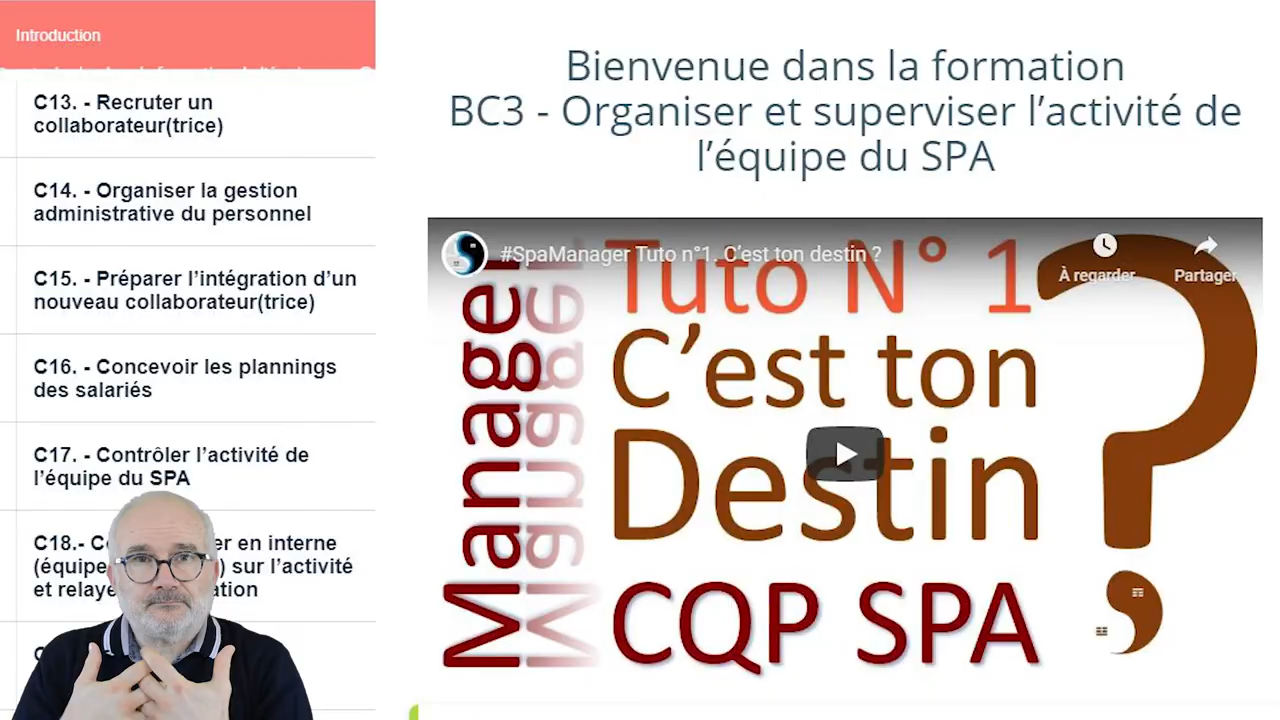 Introduction
C13. - Recruter un
collaborateur(trice)
C14. - Organiser la gestion
administrative du personnel
C15. - Préparer l’intégration d’un
nouveau collaborateur(trice)
C16. - Concevoir les plannings
des salariés
C17. - Contrôler l’activité de
l’équipe du SPA
C18.- er en interne
(équipe ) sur l’activité
et
Bienvenue dans la formation
BC3 - Organiser et superviser l’activité de
l’équipe du SPA
#SpaManager Tuto n°1. C’est ton destin ?
À regarder
Partager
Manager
Tuto N° 1
C’est ton
Destin ?
CQP SPA